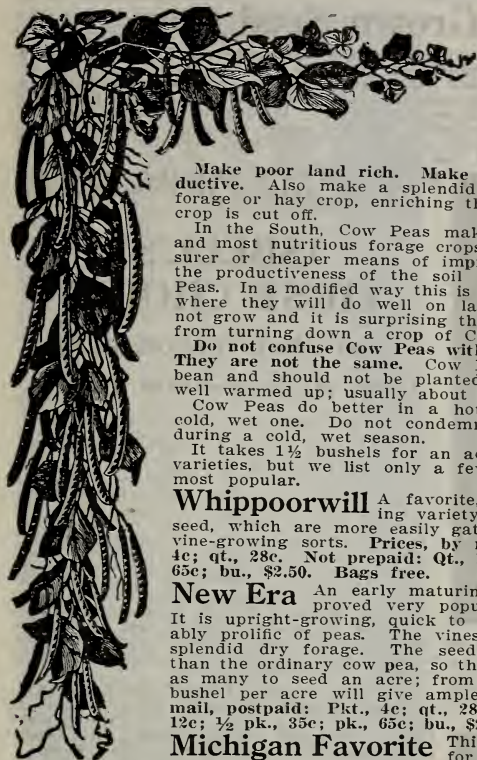 Make poor land rich. Make
ductive. Also make a splendid
forage or hay crop, enriching th
crop is cut off.
In the South, Cow Peas mak
and most nutritious forage crops
surer or cheaper means of imp
the productiveness of the soil
Peas. In a modified way this is
where they will do well on la
not grow and it is surprising th
from turning down a crop of C
Do not confuse Cow Peas wit
They are not the same. Cow
bean and should not be planted
well warmed up; usually about
Cow Peas do better in a ho
cold, wet one. Do not condemn
during a cold, wet season.
It takes 1½ bushels for an a
varieties, but we list only a fe
most popular.
Whippoorwill A favorite,
ing variety
seed, which are more easily gat
vine-growing sorts. Prices, by
4c; qt., 28c. Not prepaid: Qt.,
65c; bu., $2.50. Bags free.
New Era An early maturin
proved very popu
It is upright-growing, quick to
ably prolific of peas. The vines
splendid dry forage. The seed
than the ordinary cow pea, so th
as many to seed an acre; from
bushel per acre will give ample
mail, postpaid: Pkt., 4c; qt., 28
12c; ½ pk., 35c; pk., 65c; bu., $
Michigan Favorite Thi
for